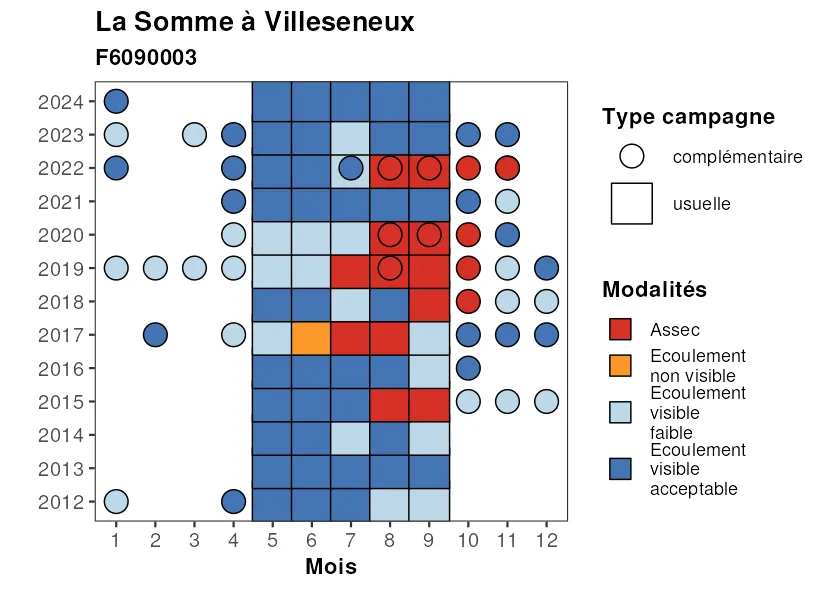 La Somme à Villeseneux
F6090003
2024
2023
2022
2021
2020
2019
2018
2017
2016
2015
2014
2013
2012
1 2 3 4 5 6 7 8 9 10 11 12
Mois
Type campagne
complémentaire
usuelle
Modalités
Assec
Ecoulement
non visible
Ecoulement
visible
faible
Ecoulement
visible
acceptable